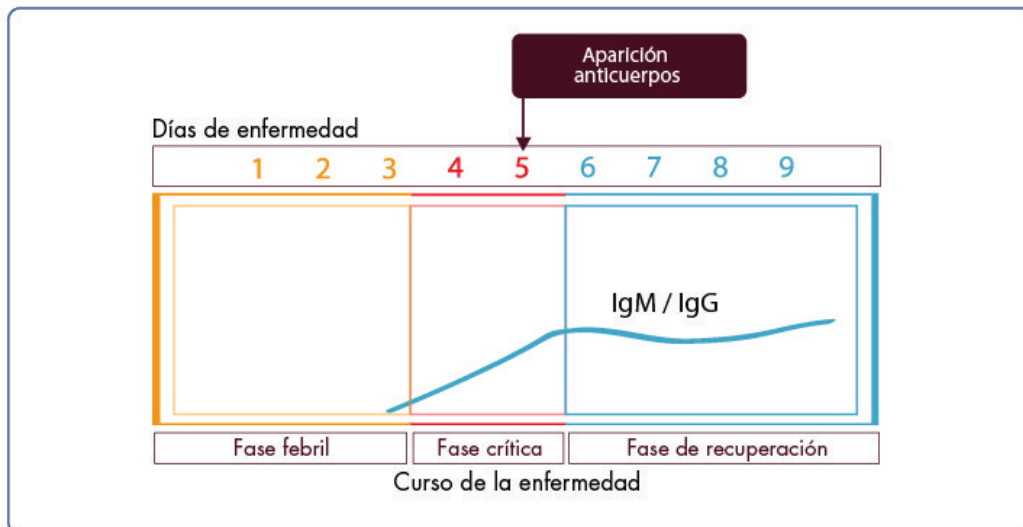 Aparición
anticuerpos
Días de enfermedad
1 2 3 4 5 6 7 8 9
IgM / IgG
Fase febril Fase crítica Fase de recuperación
Curso de la enfermedad